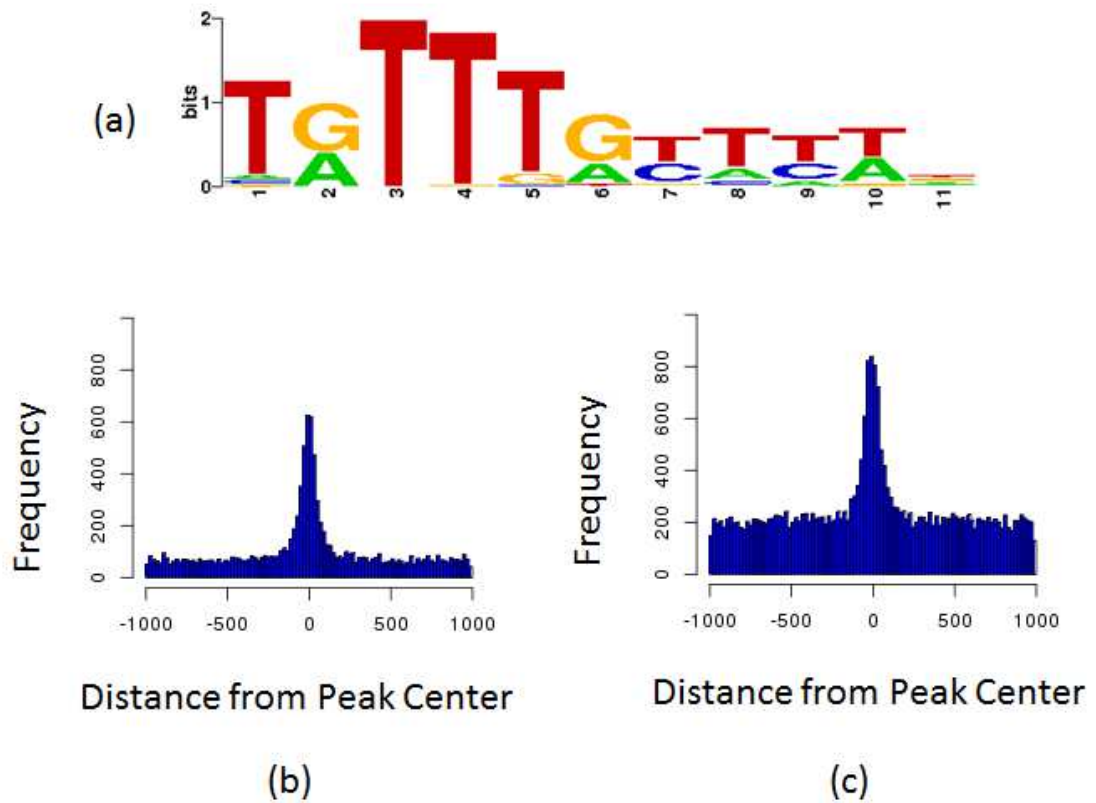 (a)
bits
2
1
0
T G T T T G T T T T
A A C A C A
G C G A
1 2 3 4 5 6 7 8 9 10 11
Frequency
0 200 400 600 800
-1000 -500 0 500 1000
Distance from Peak Center
(b)
Frequency
0 200 400 600 800
-1000 -500 0 500 1000
Distance from Peak Center
(c)